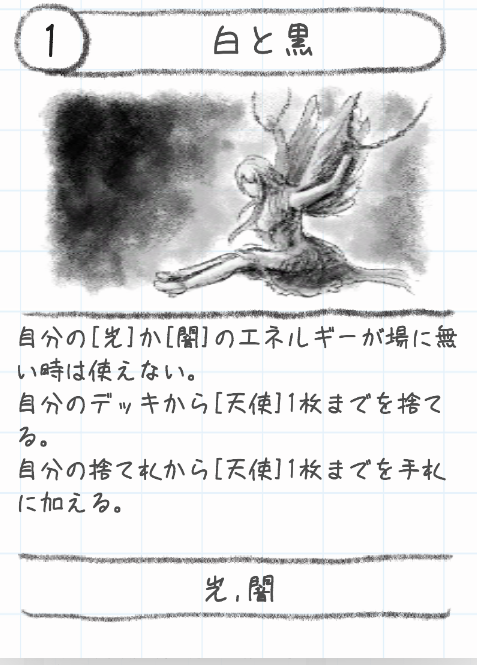 1
白と黒
自分の[光]か[闇]のエネルギーが場に無
い時は使えない。
自分のデッキから[天使]1枚までを捨て
る。
自分の捨て札から[天使]1枚までを手札
に加える。
光,闇